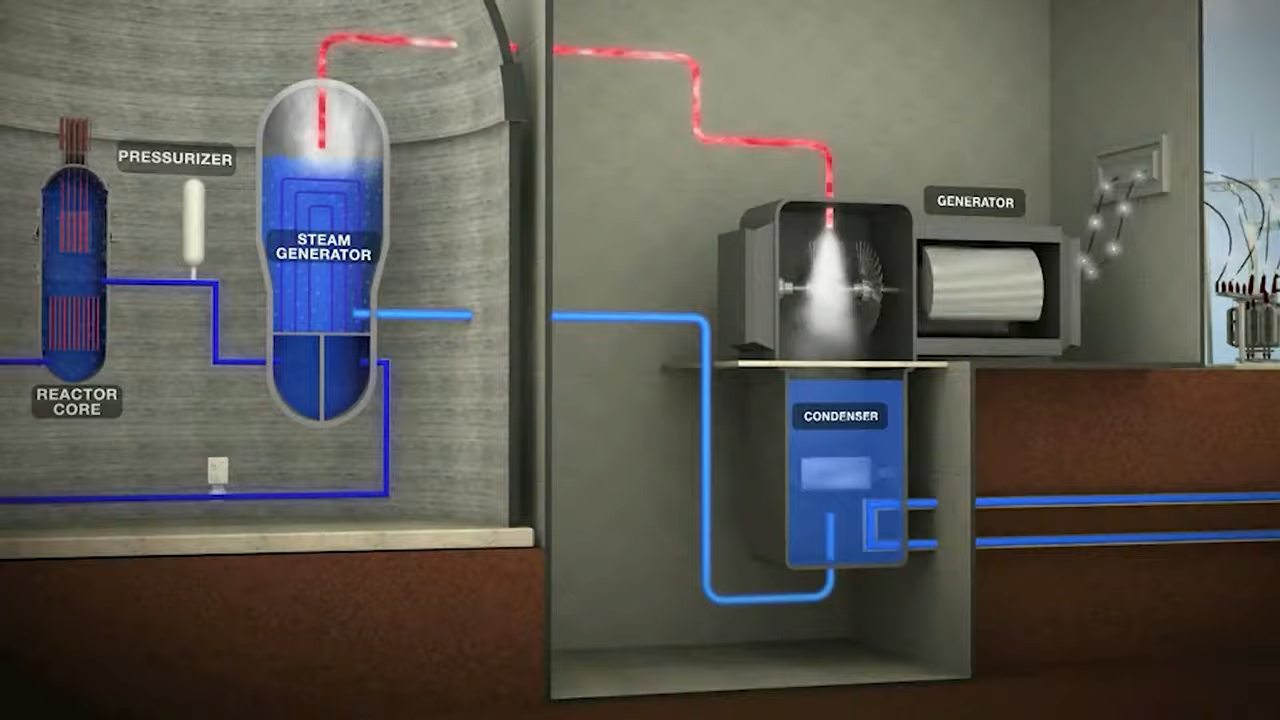 PRESSURIZER
STEAM
GENERATOR
REACTOR
CORE
GENERATOR
CONDENSER